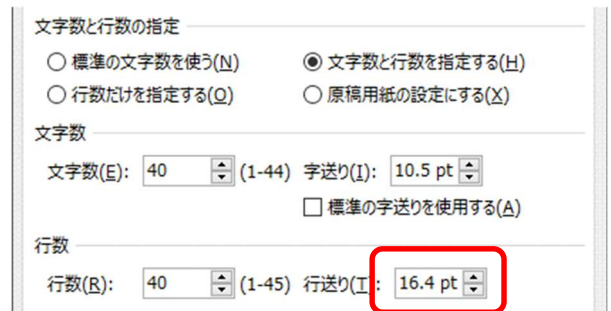 文字数と行数の指定
標準の文字数を使う(N) 文字数と行数を指定する(H)
行数だけを指定する(O) 原稿用紙の設定にする(X)
文字数
文字数(E): 40 (1-44) 字送り(I): 10.5 pt
標準の字送りを使用する(A)
行数
行数(R): 40 (1-45) 行送り(T): 16.4 pt